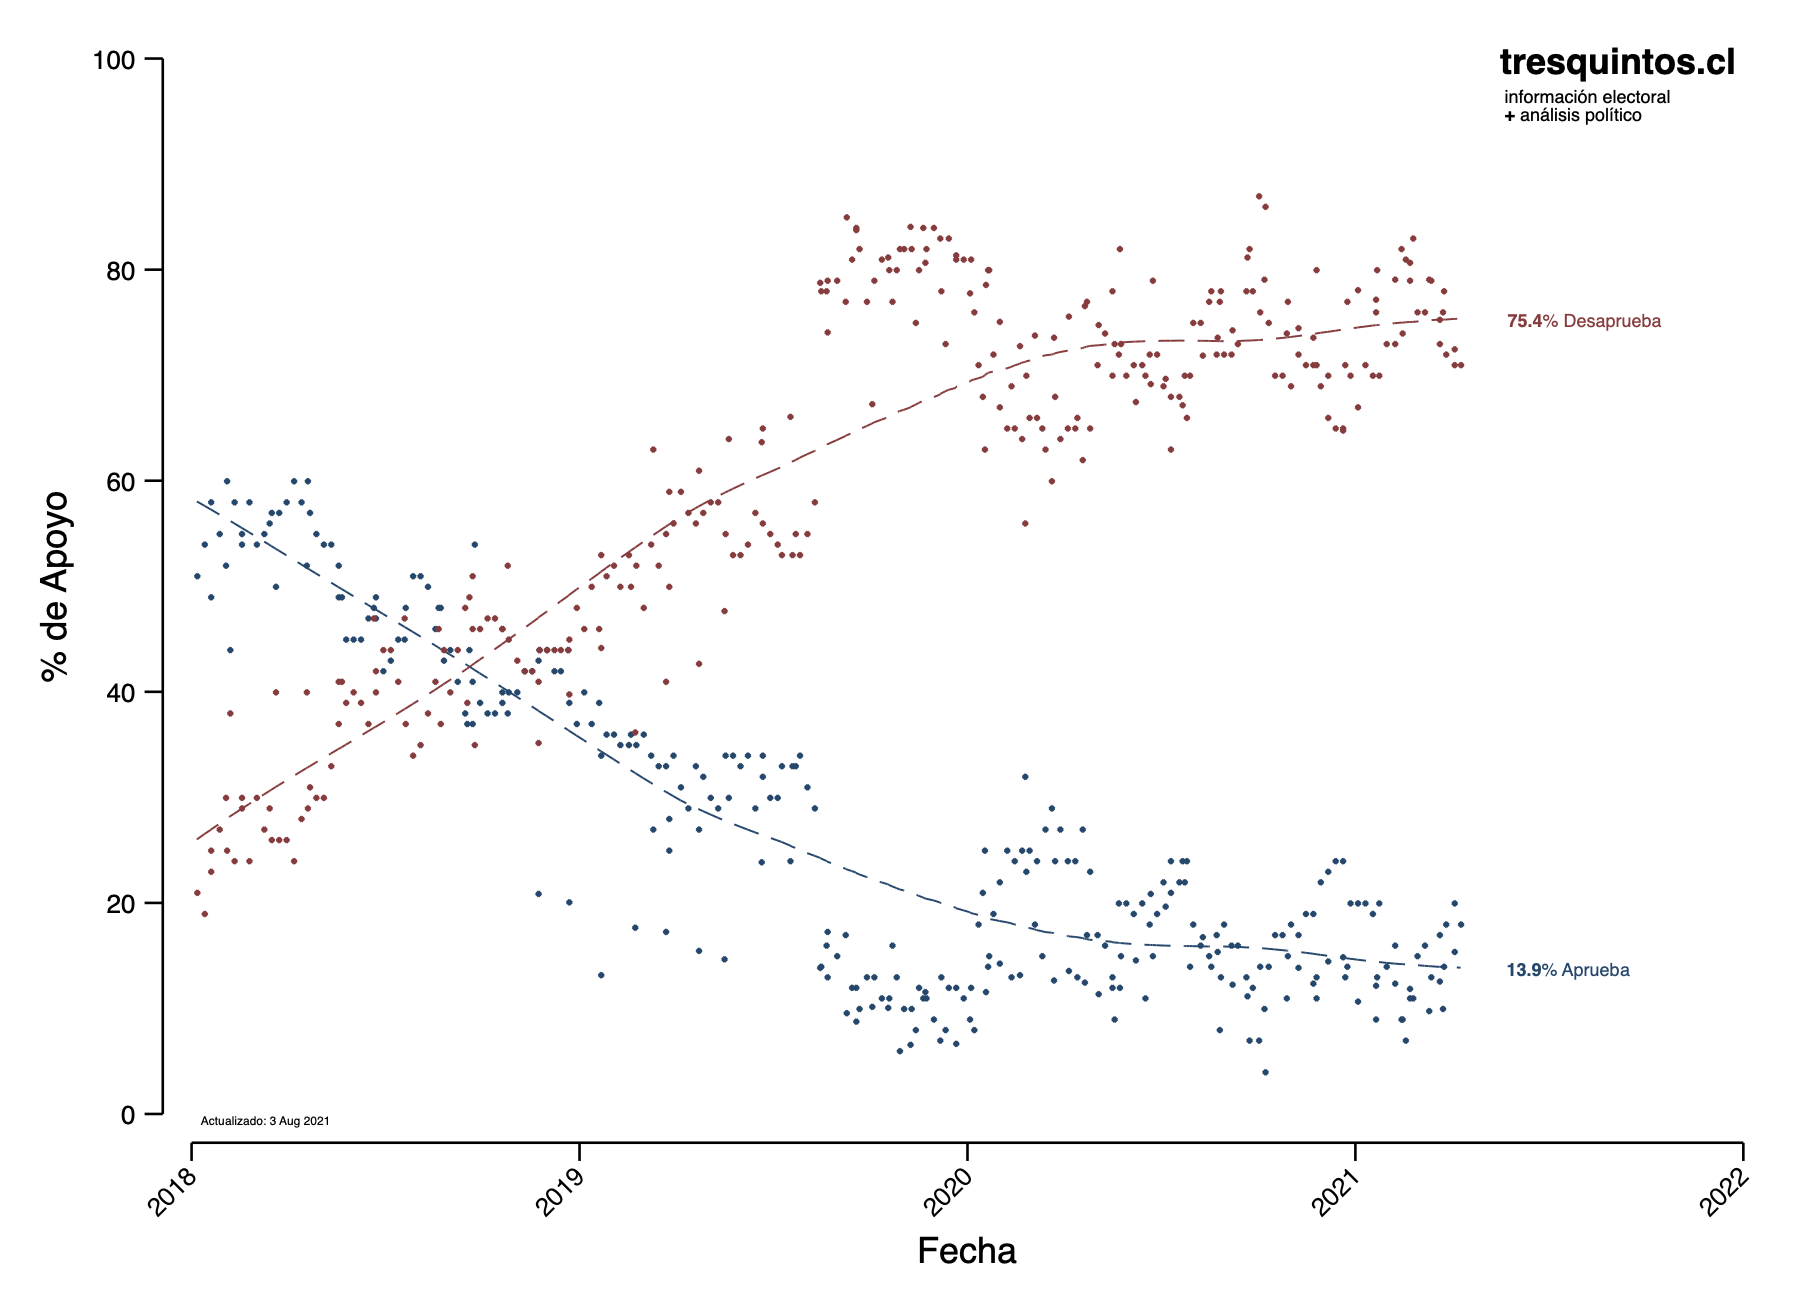 tresquintos.cl
información electoral
+ análisis político
100
80
60
40
20
0
% de Apoyo
75.4% Desaprueba
13.9% Aprueba
Actualizado: 3 Aug 2021
2018
2019
2020
2021
2022
Fecha